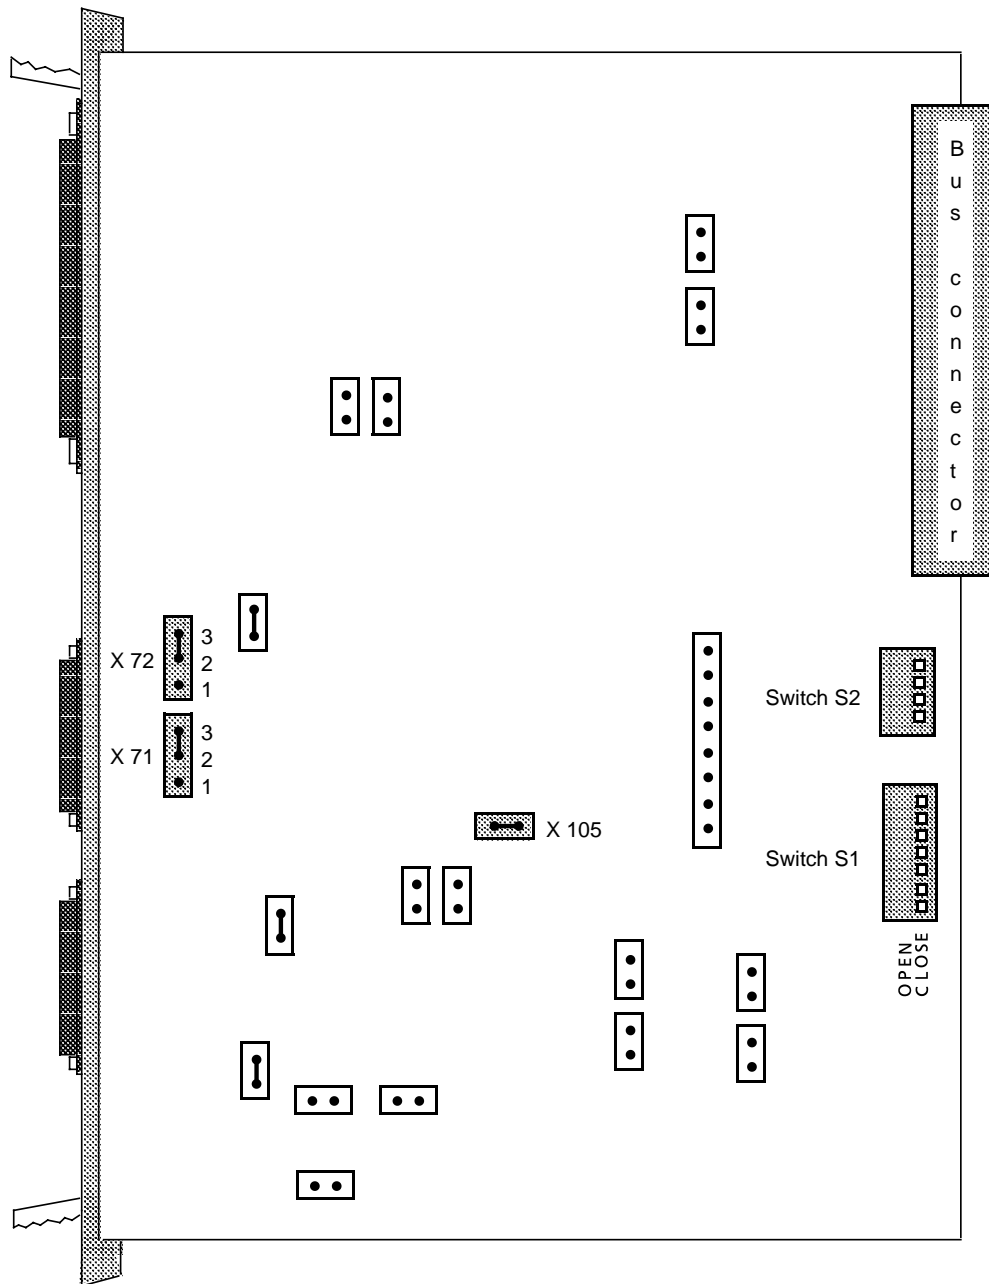 Bus connector
3
X 72
2
1
3
X 71
2
1
X 105
Switch S2
Switch S1
OPEN
CLOSE